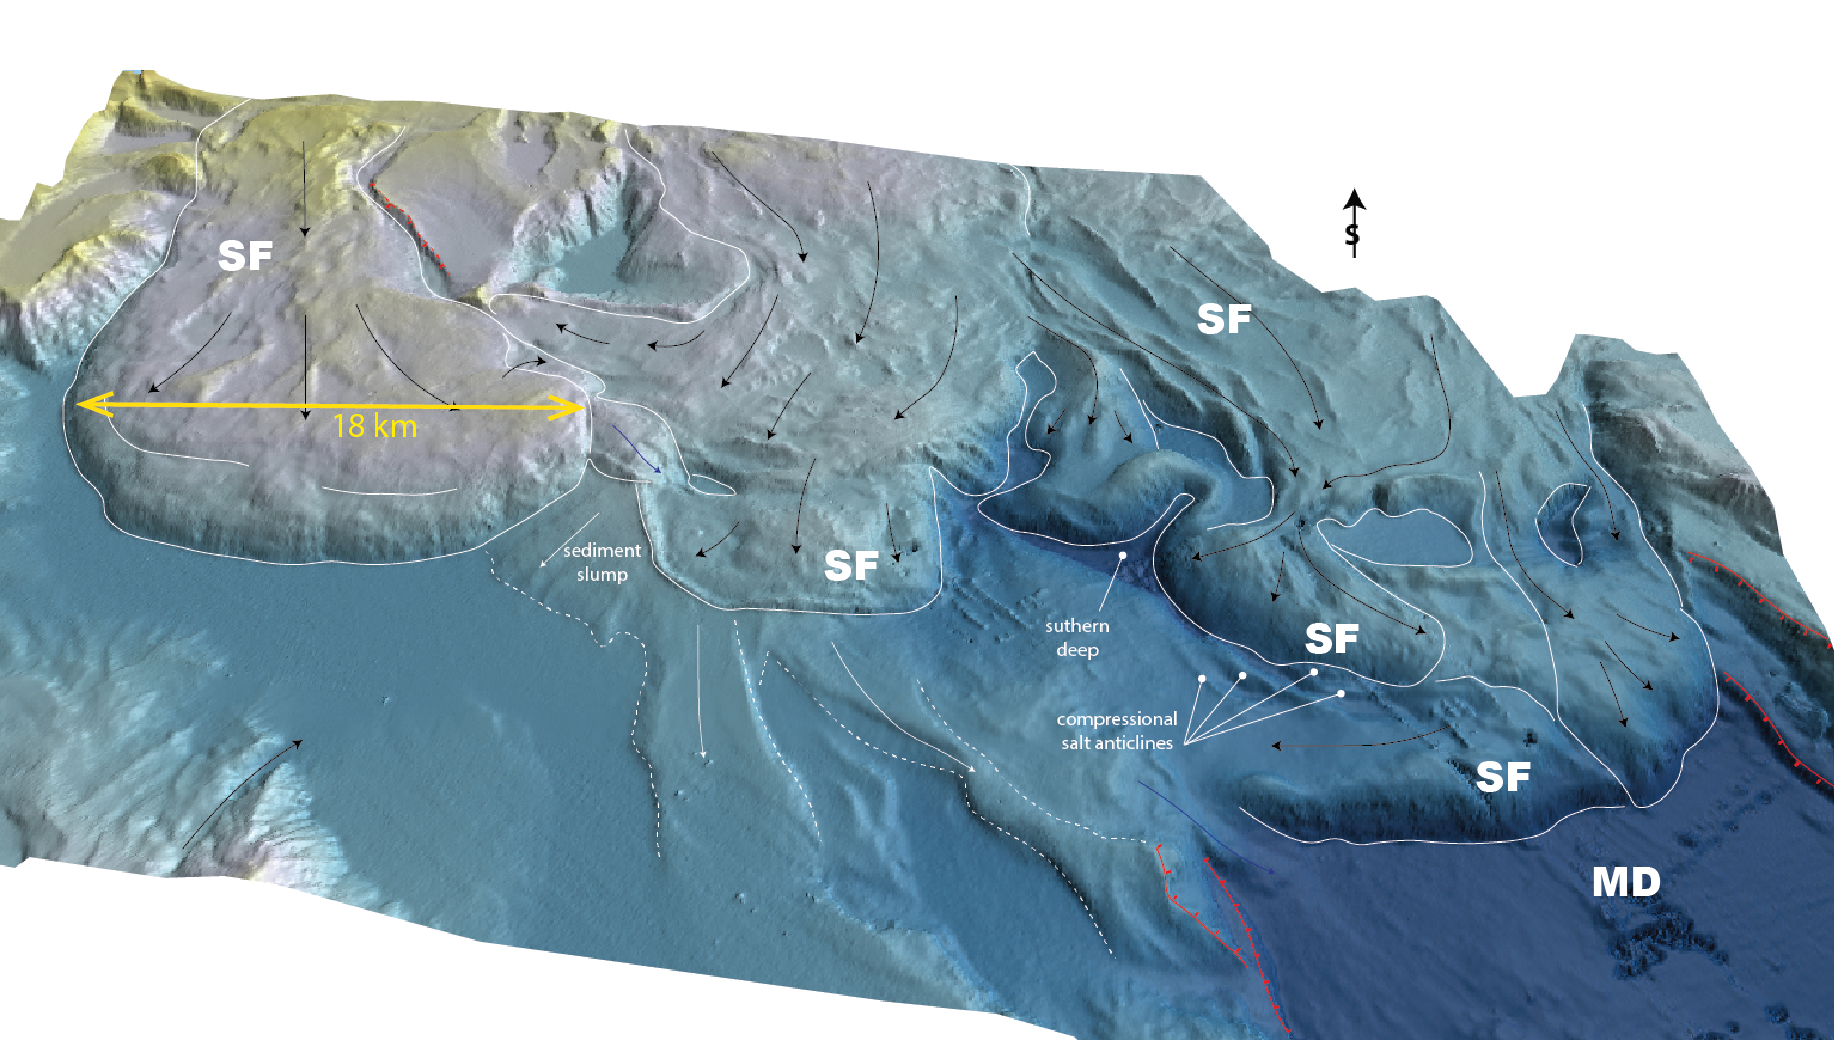 S
SF
SF
18 km
sediment
slump
SF
suthern
deep
SF
compressional
salt anticlines
SF
MD